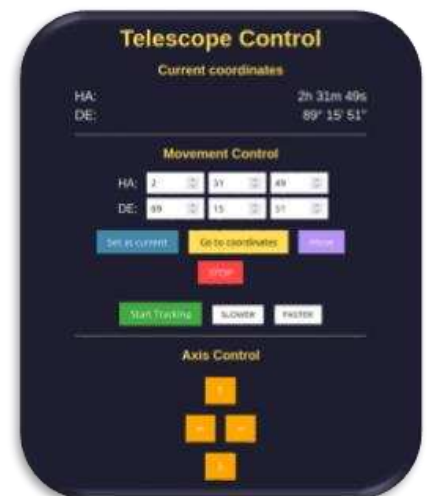 Telescope Control
Current coordinates
HA: 2h 31m 49s
DE: 89° 15' 51"
Movement Control
HA: 2 31 49
DE: 89 15 51
Set as current Go to coordinates Move
STOP
Start Tracking SLOWER FASTER
Axis Control